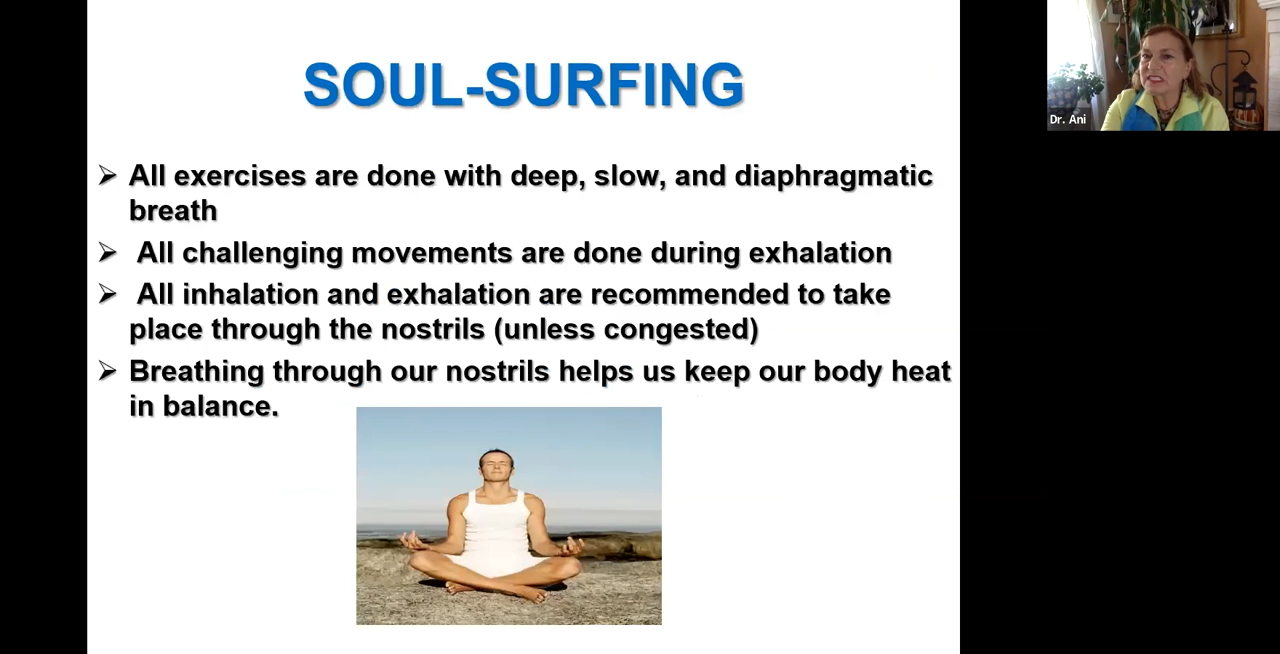 SOUL-SURFING
➢ All exercises are done with deep, slow, and diaphragmatic
breath
➢ All challenging movements are done during exhalation
➢ All inhalation and exhalation are recommended to take
place through the nostrils (unless congested)
➢ Breathing through our nostrils helps us keep our body heat
in balance.
Dr. Ani